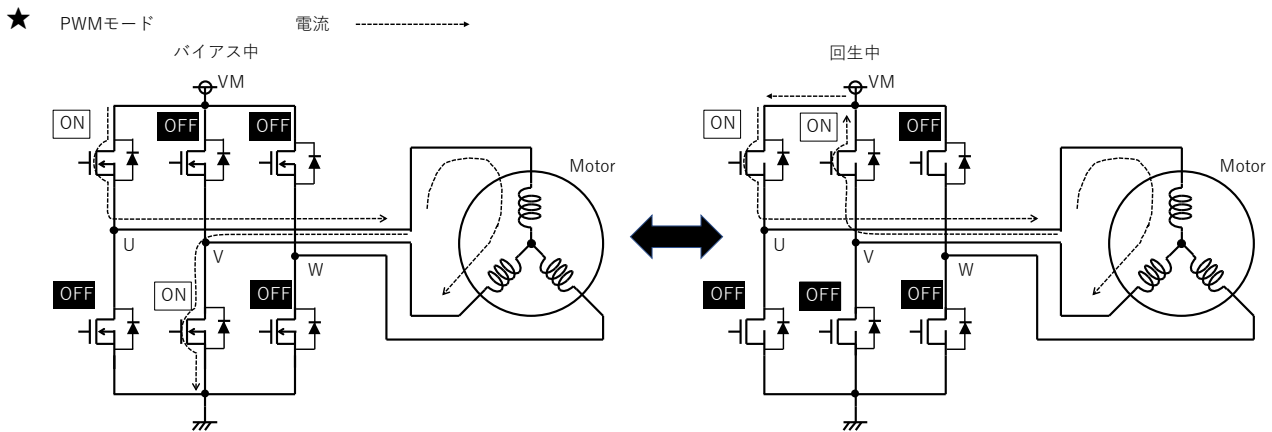 ★ PWMモード 電流
バイアス中
VM
ON OFF OFF
Motor
U
V
W
OFF ON OFF
回生中
VM
ON ON OFF
Motor
U
V
W
OFF OFF OFF